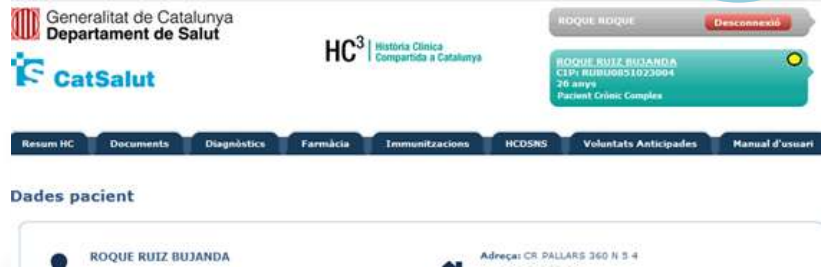 Generalitat de Catalunya
Departament de Salut
CatSalut
HC3
Història Clínica
Compartida a Catalunya
ROQUE ROQUE
Desconnexió
ROQUE RUIZ BUJANDA
CIP: RUBU0851023004
26 anys
Pacient Crònic Complex
Resum HC Documents Diagnòstics Farmàcia Immunitzacions HCDSNS Voluntats Anticipades Manual d'usuari
Dades pacient
ROQUE RUIZ BUJANDA
Adreça: CR PALLARS 360 N 5 4